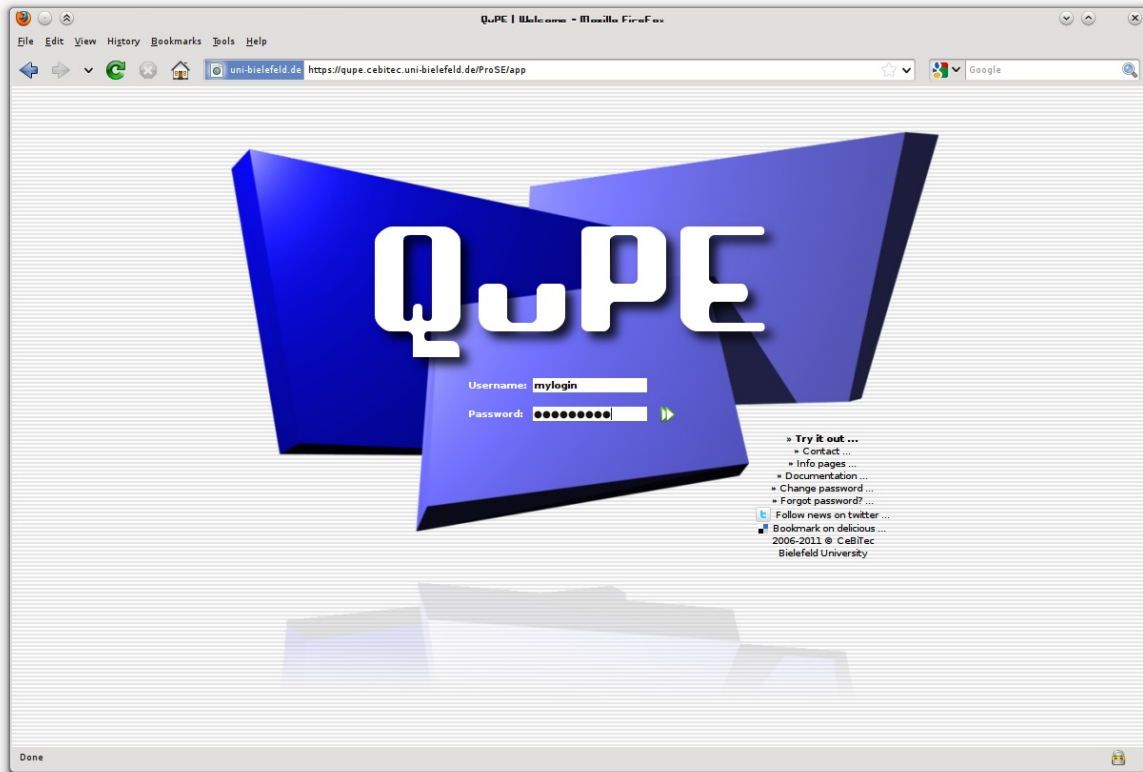 QuPE | Welcome - Mozilla Firefox
File Edit View History Bookmarks Tools Help
uni-bielefeld.de https://qupe.cebitec.uni-bielefeld.de/ProSE/app Google
QuPE
Username: mylogin
Password: ●●●●●●●●●
» Try it out ...
» Contact ...
» Info pages ...
» Documentation ...
» Change password ...
» Forgot password? ...
Follow news on twitter ...
Bookmark on delicious ...
2006-2011 © CeBiTec
Bielefeld University
Done